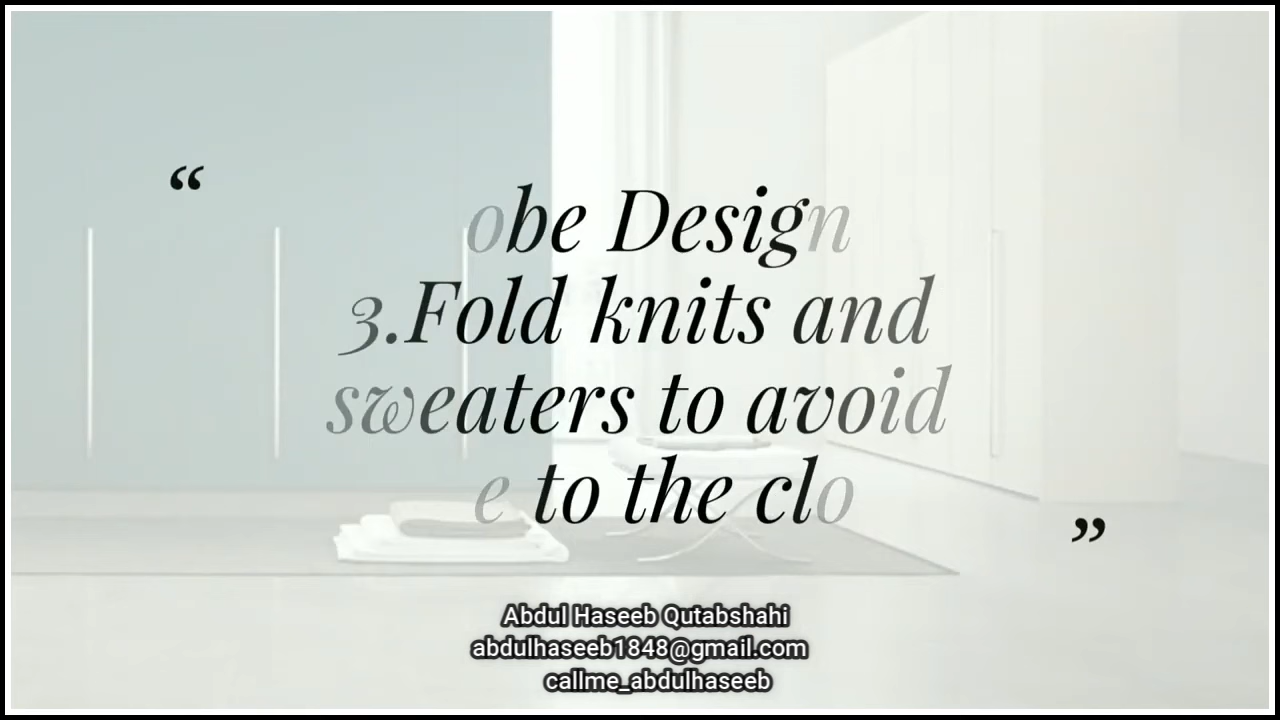 “
obe Design
3.Fold knits and
sweaters to avoid
e to the clo
”
Abdul Haseeb Qutabshahi
abdulhaseeb1848@gmail.com
callme_abdulhaseeb